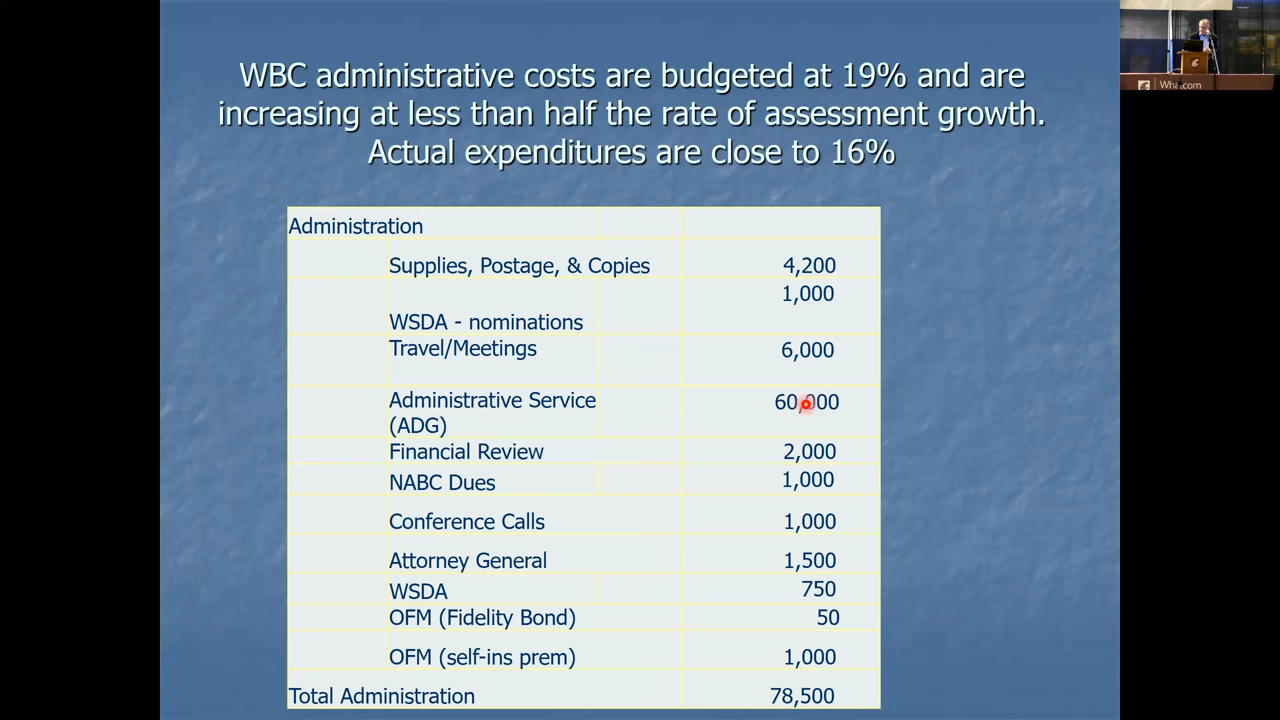 WBC administrative costs are budgeted at 19% and are
increasing at less than half the rate of assessment growth.
Actual expenditures are close to 16%
Administration
Supplies, Postage, & Copies 4,200
WSDA - nominations 1,000
Travel/Meetings 6,000
Administrative Service
(ADG) 60,000
Financial Review 2,000
NABC Dues 1,000
Conference Calls 1,000
Attorney General 1,500
WSDA 750
OFM (Fidelity Bond) 50
OFM (self-ins prem) 1,000
Total Administration 78,500